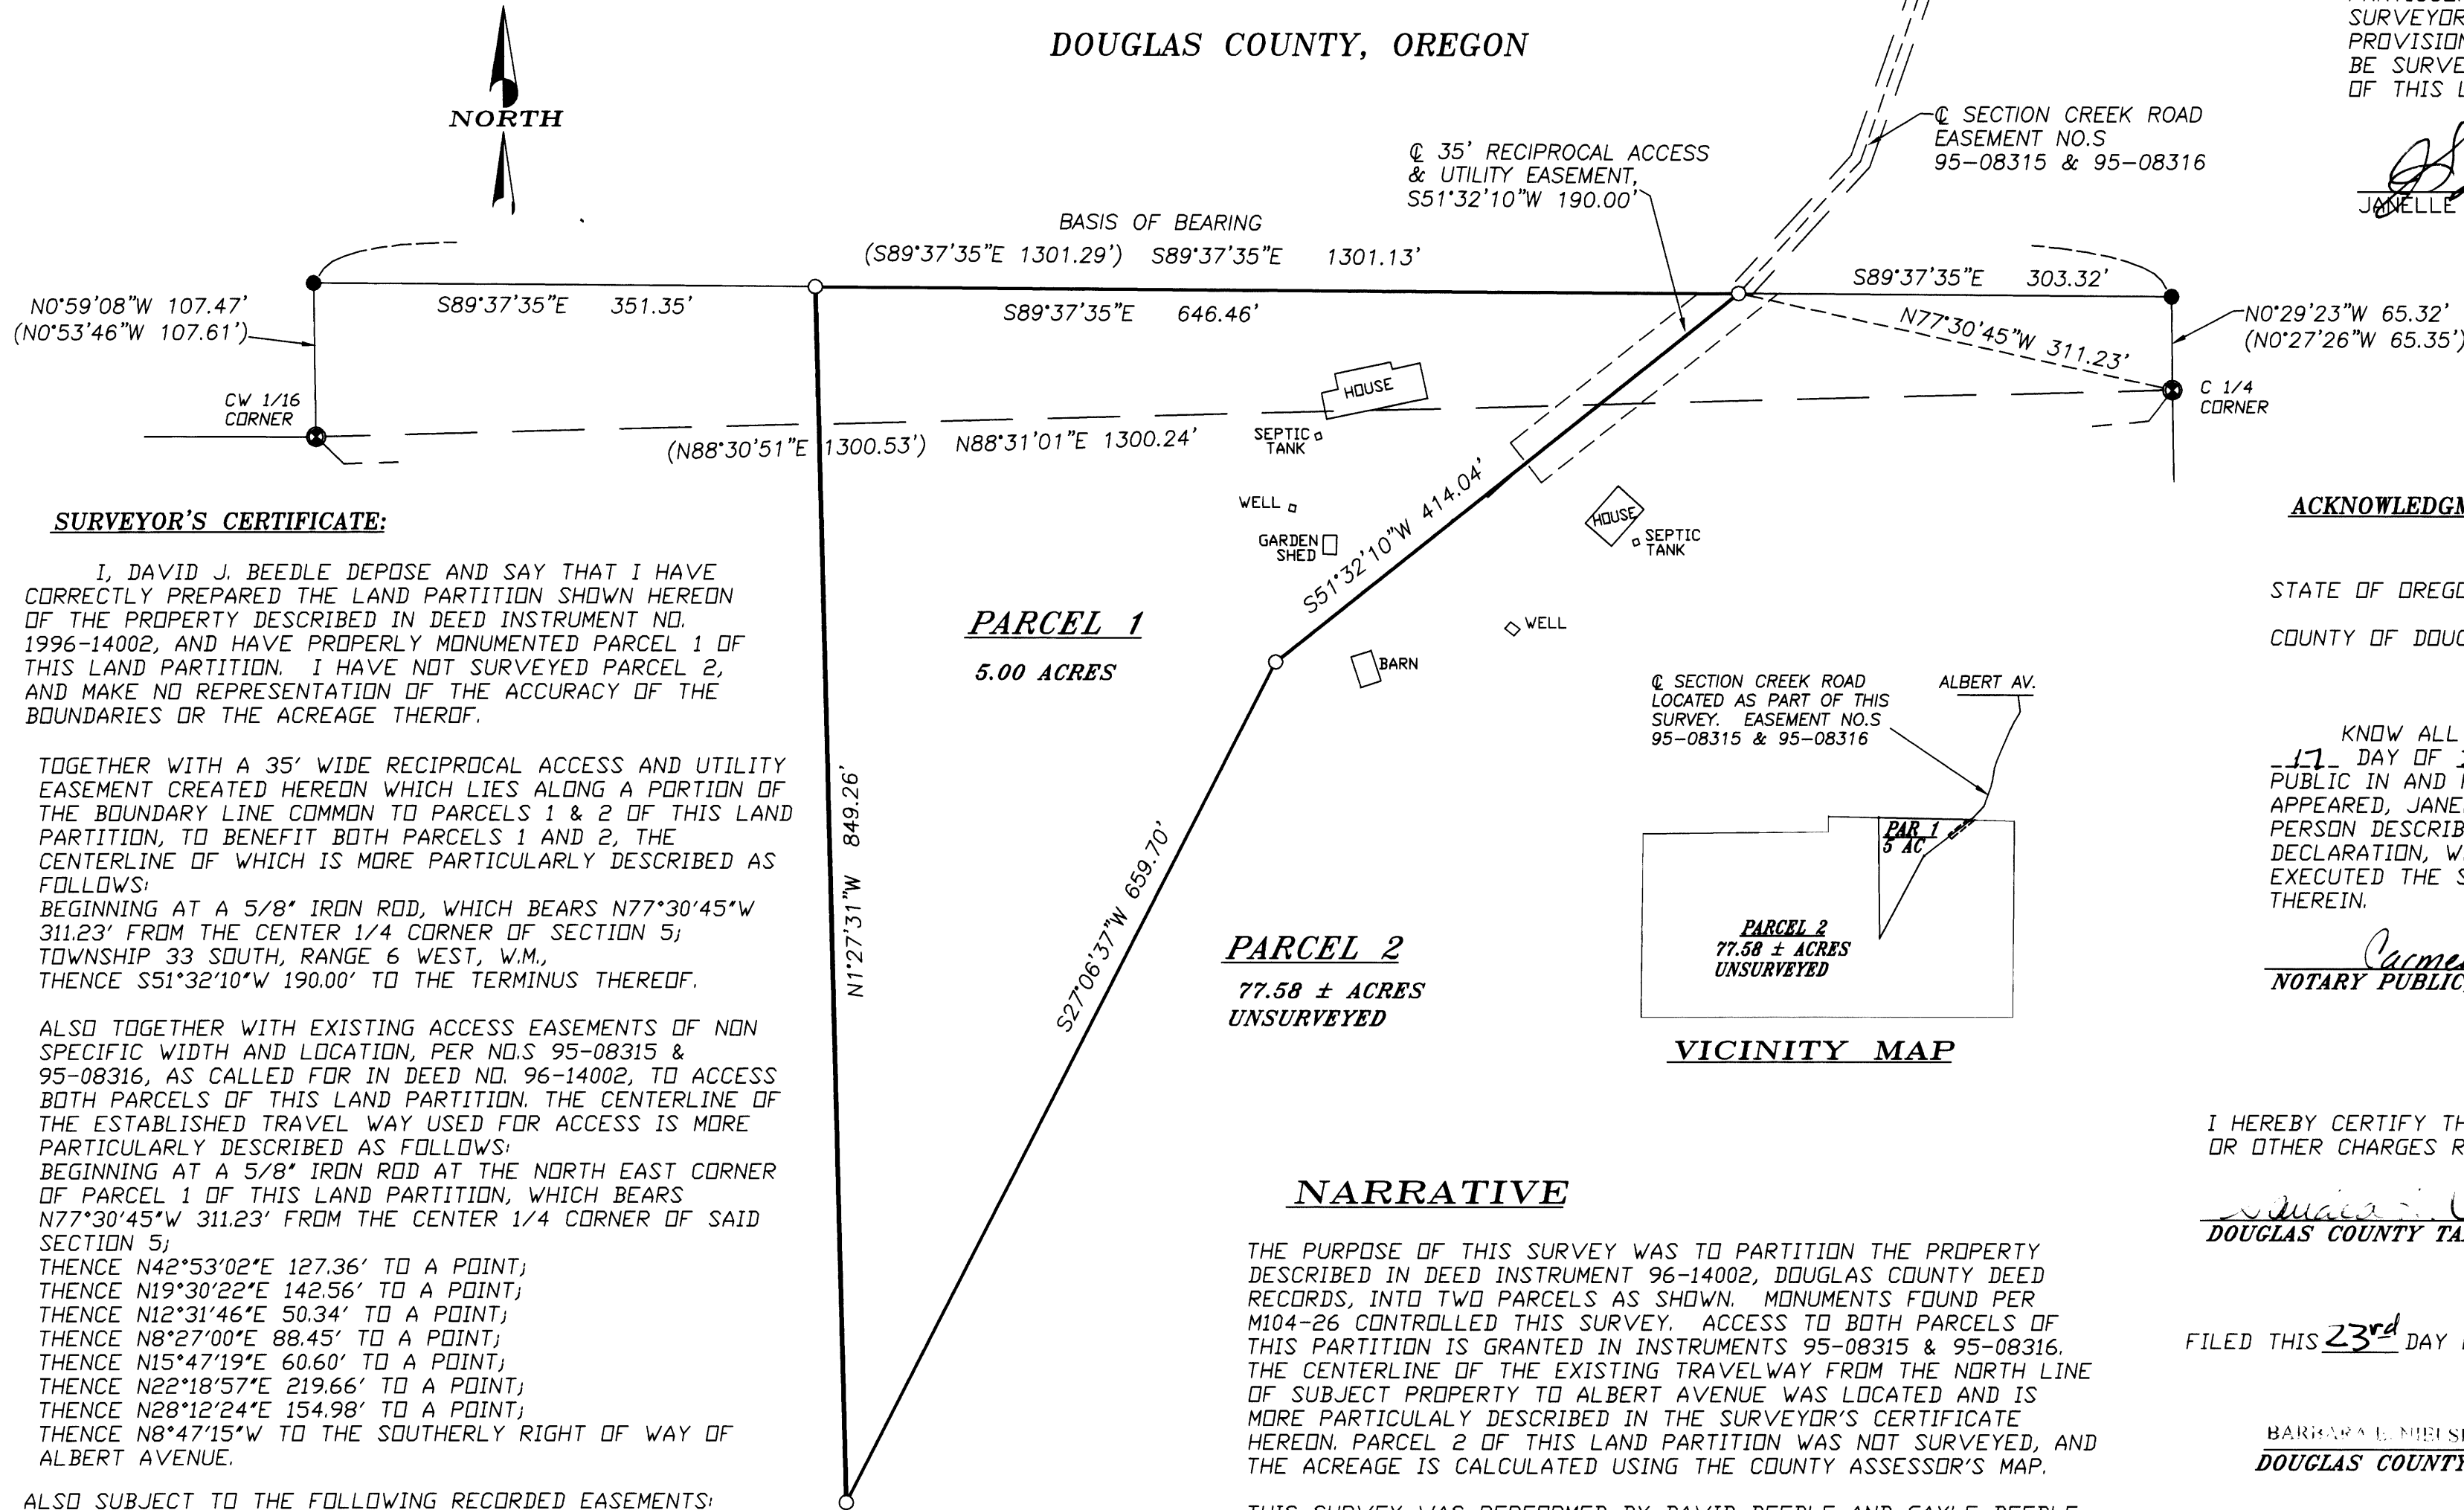 DOUGLAS COUNTY, OREGON
NORTH
SURVEYOR
PROVISION
BE SURVE
OF THIS L
JANELLE
℄ SECTION CREEK ROAD
EASEMENT NO.S
95-08315 & 95-08316
℄ 35' RECIPROCAL ACCESS
& UTILITY EASEMENT,
S51°32'10"W 190.00'
BASIS OF BEARING
(S89°37'35"E 1301.29') S89°37'35"E 1301.13'
S89°37'35"E 351.35'
S89°37'35"E 646.46'
S89°37'35"E 303.32'
N0°59'08"W 107.47'
(N0°53'46"W 107.61')
N0°29'23"W 65.32'
(N0°27'26"W 65.35')
N77°30'45"W 311.23'
CW 1/16
CORNER
C 1/4
CORNER
(N88°30'51"E 1300.53') N88°31'01"E 1300.24'
HOUSE
SEPTIC
TANK
WELL
GARDEN
SHED
HOUSE
SEPTIC
TANK
WELL
BARN
S51°32'10"W 414.04'
N1°27'31"W 849.26'
S27°06'37"W 659.70'
PARCEL 1
5.00 ACRES
PARCEL 2
77.58 ± ACRES
UNSURVEYED
SURVEYOR'S CERTIFICATE:
I, DAVID J. BEEDLE DEPOSE AND SAY THAT I HAVE
CORRECTLY PREPARED THE LAND PARTITION SHOWN HEREON
OF THE PROPERTY DESCRIBED IN DEED INSTRUMENT NO.
1996-14002, AND HAVE PROPERLY MONUMENTED PARCEL 1 OF
THIS LAND PARTITION. I HAVE NOT SURVEYED PARCEL 2,
AND MAKE NO REPRESENTATION OF THE ACCURACY OF THE
BOUNDARIES OR THE ACREAGE THEROF.
TOGETHER WITH A 35' WIDE RECIPROCAL ACCESS AND UTILITY
EASEMENT CREATED HEREON WHICH LIES ALONG A PORTION OF
THE BOUNDARY LINE COMMON TO PARCELS 1 & 2 OF THIS LAND
PARTITION, TO BENEFIT BOTH PARCELS 1 AND 2, THE
CENTERLINE OF WHICH IS MORE PARTICULARLY DESCRIBED AS
FOLLOWS:
BEGINNING AT A 5/8" IRON ROD, WHICH BEARS N77°30'45"W
311.23' FROM THE CENTER 1/4 CORNER OF SECTION 5;
TOWNSHIP 33 SOUTH, RANGE 6 WEST, W.M.,
THENCE S51°32'10"W 190.00' TO THE TERMINUS THEREOF.
ALSO TOGETHER WITH EXISTING ACCESS EASEMENTS OF NON
SPECIFIC WIDTH AND LOCATION, PER NO.S 95-08315 &
95-08316, AS CALLED FOR IN DEED NO. 96-14002, TO ACCESS
BOTH PARCELS OF THIS LAND PARTITION. THE CENTERLINE OF
THE ESTABLISHED TRAVEL WAY USED FOR ACCESS IS MORE
PARTICULARLY DESCRIBED AS FOLLOWS:
BEGINNING AT A 5/8" IRON ROD AT THE NORTH EAST CORNER
OF PARCEL 1 OF THIS LAND PARTITION, WHICH BEARS
N77°30'45"W 311.23' FROM THE CENTER 1/4 CORNER OF SAID
SECTION 5;
THENCE N42°53'02"E 127.36' TO A POINT;
THENCE N19°30'22"E 142.56' TO A POINT;
THENCE N12°31'46"E 50.34' TO A POINT;
THENCE N8°27'00"E 88.45' TO A POINT;
THENCE N15°47'19"E 60.60' TO A POINT;
THENCE N22°18'57"E 219.66' TO A POINT;
THENCE N28°12'24"E 154.98' TO A POINT;
THENCE N8°47'15"W TO THE SOUTHERLY RIGHT OF WAY OF
ALBERT AVENUE.
ALSO SUBJECT TO THE FOLLOWING RECORDED EASEMENTS:
℄ SECTION CREEK ROAD
LOCATED AS PART OF THIS
SURVEY. EASEMENT NO.S
95-08315 & 95-08316
ALBERT AV.
PAR 1
5 AC
PARCEL 2
77.58 ± ACRES
UNSURVEYED
VICINITY MAP
NARRATIVE
THE PURPOSE OF THIS SURVEY WAS TO PARTITION THE PROPERTY
DESCRIBED IN DEED INSTRUMENT 96-14002, DOUGLAS COUNTY DEED
RECORDS, INTO TWO PARCELS AS SHOWN. MONUMENTS FOUND PER
M104-26 CONTROLLED THIS SURVEY. ACCESS TO BOTH PARCELS OF
THIS PARTITION IS GRANTED IN INSTRUMENTS 95-08315 & 95-08316.
THE CENTERLINE OF THE EXISTING TRAVELWAY FROM THE NORTH LINE
OF SUBJECT PROPERTY TO ALBERT AVENUE WAS LOCATED AND IS
MORE PARTICULALY DESCRIBED IN THE SURVEYOR'S CERTIFICATE
HEREON. PARCEL 2 OF THIS LAND PARTITION WAS NOT SURVEYED, AND
THE ACREAGE IS CALCULATED USING THE COUNTY ASSESSOR'S MAP.
THIS SURVEY WAS PERFORMED BY DAVID BEEDLE AND GAYLE BEEDLE
ACKNOWLEDGM
STATE OF OREGO
COUNTY OF DOUG
KNOW ALL
17 DAY OF
PUBLIC IN AND
APPEARED, JANE
PERSON DESCRIB
DECLARATION, W
EXECUTED THE S
THEREIN.
NOTARY PUBLIC,
I HEREBY CERTIFY TH
OR OTHER CHARGES R
DOUGLAS COUNTY TA
FILED THIS 23rd DAY
BARBARA E. NIELSE
DOUGLAS COUNTY